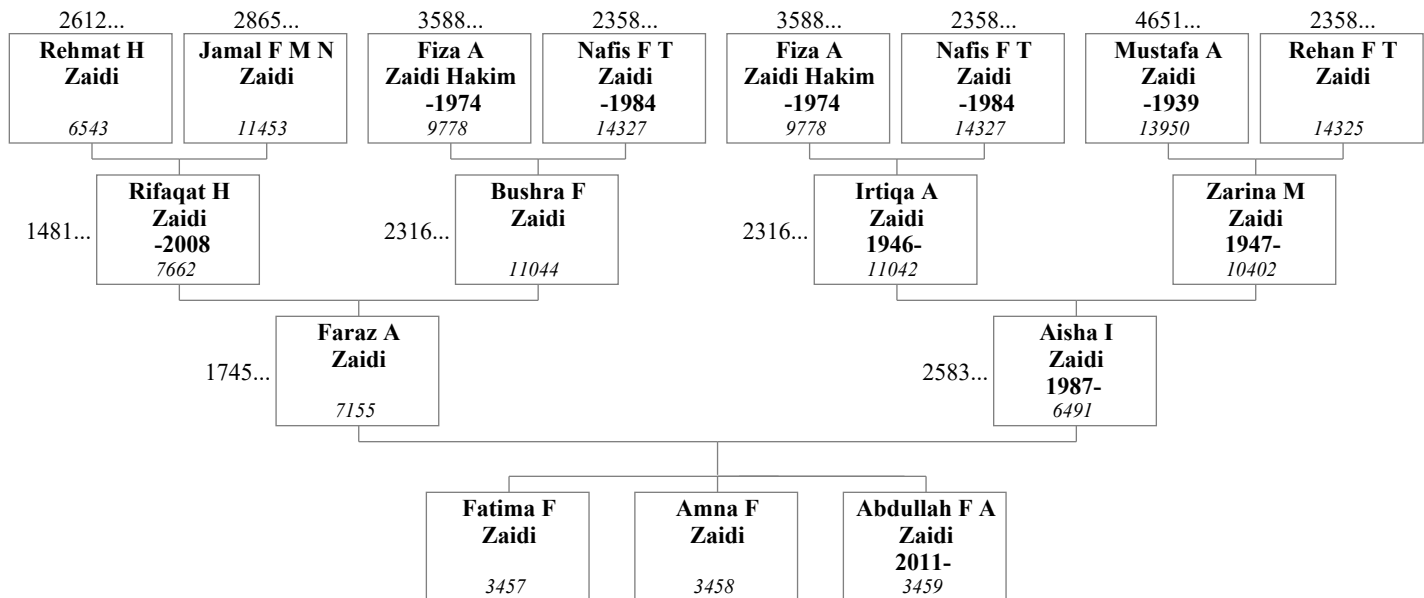 2612... 2865... 3588... 2358... 3588... 2358... 4651... 2358...
Rehmat H Jamal F M N Fiza A Nafis F T Fiza A Nafis F T Mustafa A Rehan F T
Zaidi Zaidi Zaidi Hakim Zaidi Zaidi Hakim Zaidi Zaidi Zaidi
-1974 -1984 -1974 -1984 -1939
6543 11453 9778 14327 9778 14327 13950 14325
Rifaqat H Bushra F Irtiqa A Zarina M
Zaidi Zaidi Zaidi Zaidi
1481... -2008 2316... 2316... 1946- 1947-
7662 11044 11042 10402
Faraz A Aisha I
Zaidi Zaidi
1745... 2583... 1987-
7155 6491
Fatima F Amna F Abdullah F A
Zaidi Zaidi Zaidi
2011-
3457 3458 3459